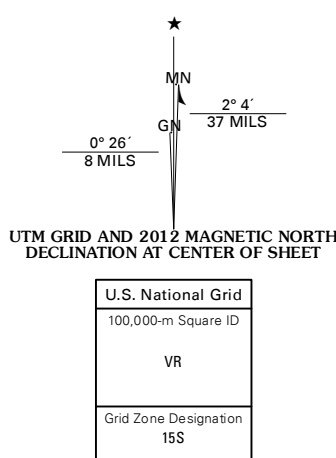 ★
MN
2° 4´
37 MILS
GN
0° 26´
8 MILS
UTM GRID AND 2012 MAGNETIC NORTH
DECLINATION AT CENTER OF SHEET
U.S. National Grid
100,000-m Square ID
VR
Grid Zone Designation
15S